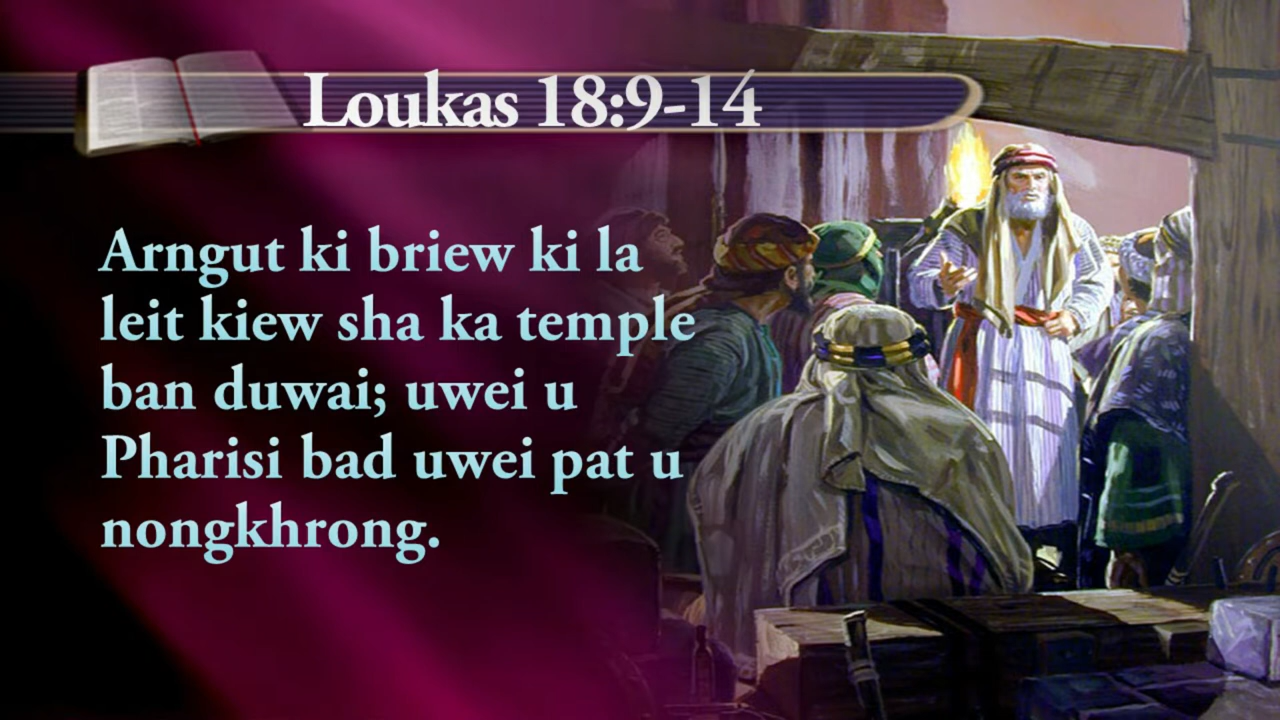 Loukas 18:9-14
Arngut ki briew ki la
leit kiew sha ka temple
ban duwai; uwei u
Pharisi bad uwei pat u
nongkhrong.